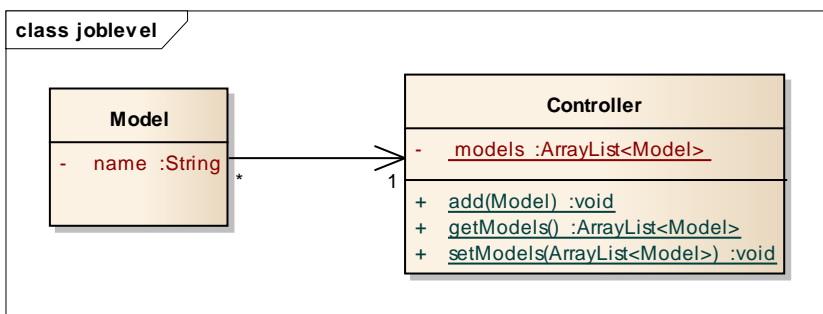 class joblevel
Model
- name :String
*
1
Controller
- models :ArrayList<Model>
+ add(Model) :void
+ getModels() :ArrayList<Model>
+ setModels(ArrayList<Model>) :void